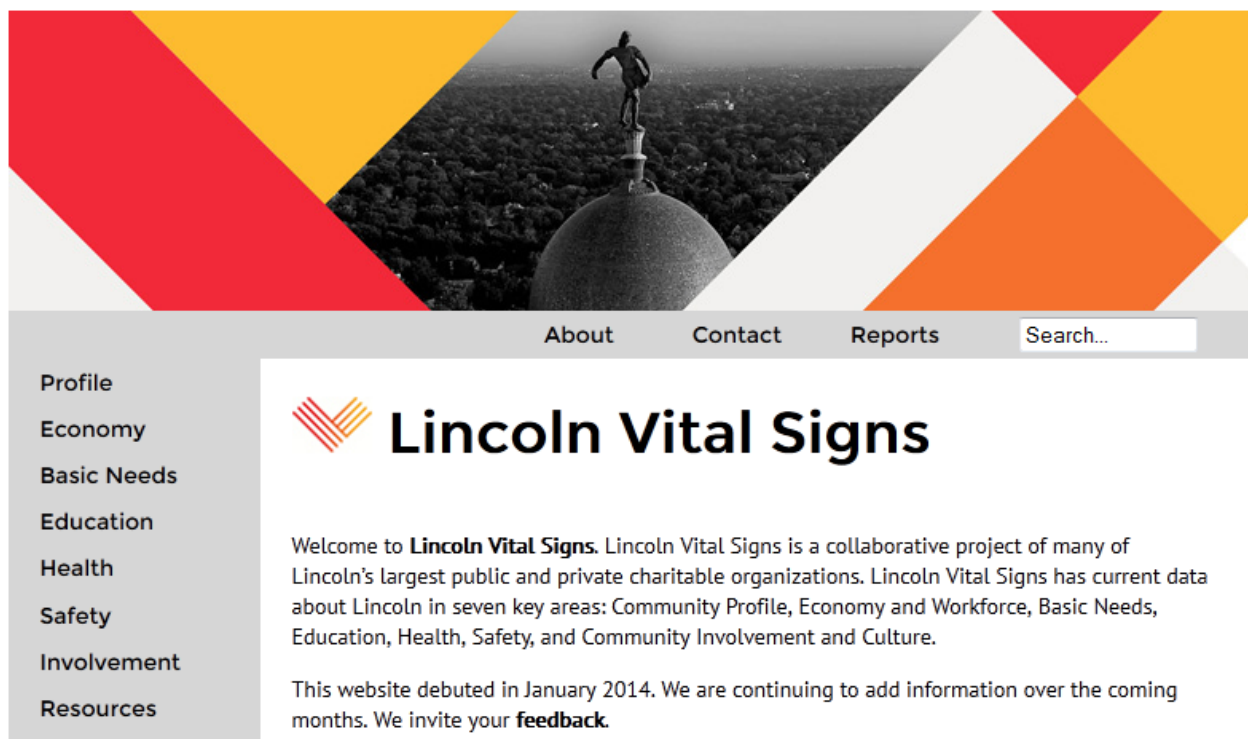 About Contact Reports Search...
Profile
Economy
Basic Needs
Education
Health
Safety
Involvement
Resources
Lincoln Vital Signs
Welcome to Lincoln Vital Signs. Lincoln Vital Signs is a collaborative project of many of
Lincoln's largest public and private charitable organizations. Lincoln Vital Signs has current data
about Lincoln in seven key areas: Community Profile, Economy and Workforce, Basic Needs,
Education, Health, Safety, and Community Involvement and Culture.
This website debuted in January 2014. We are continuing to add information over the coming
months. We invite your feedback.